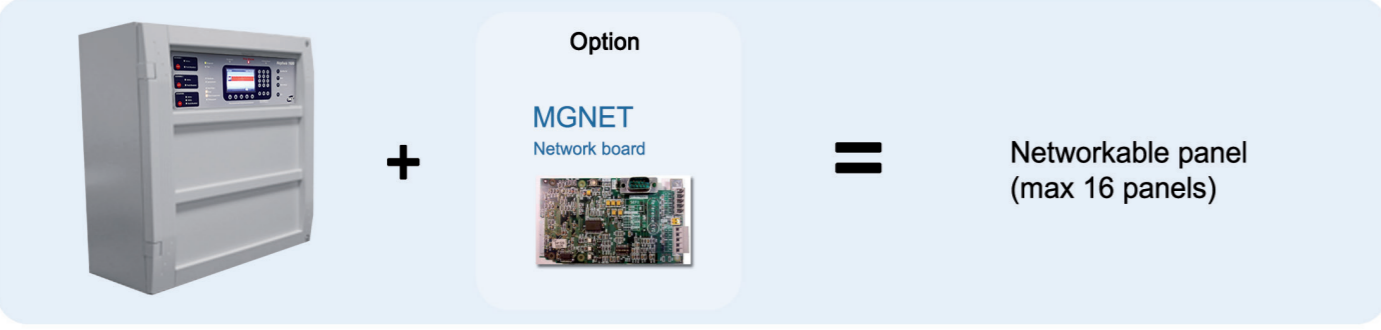 Option
MGNET
Network board
+
=
Networkable panel
(max 16 panels)